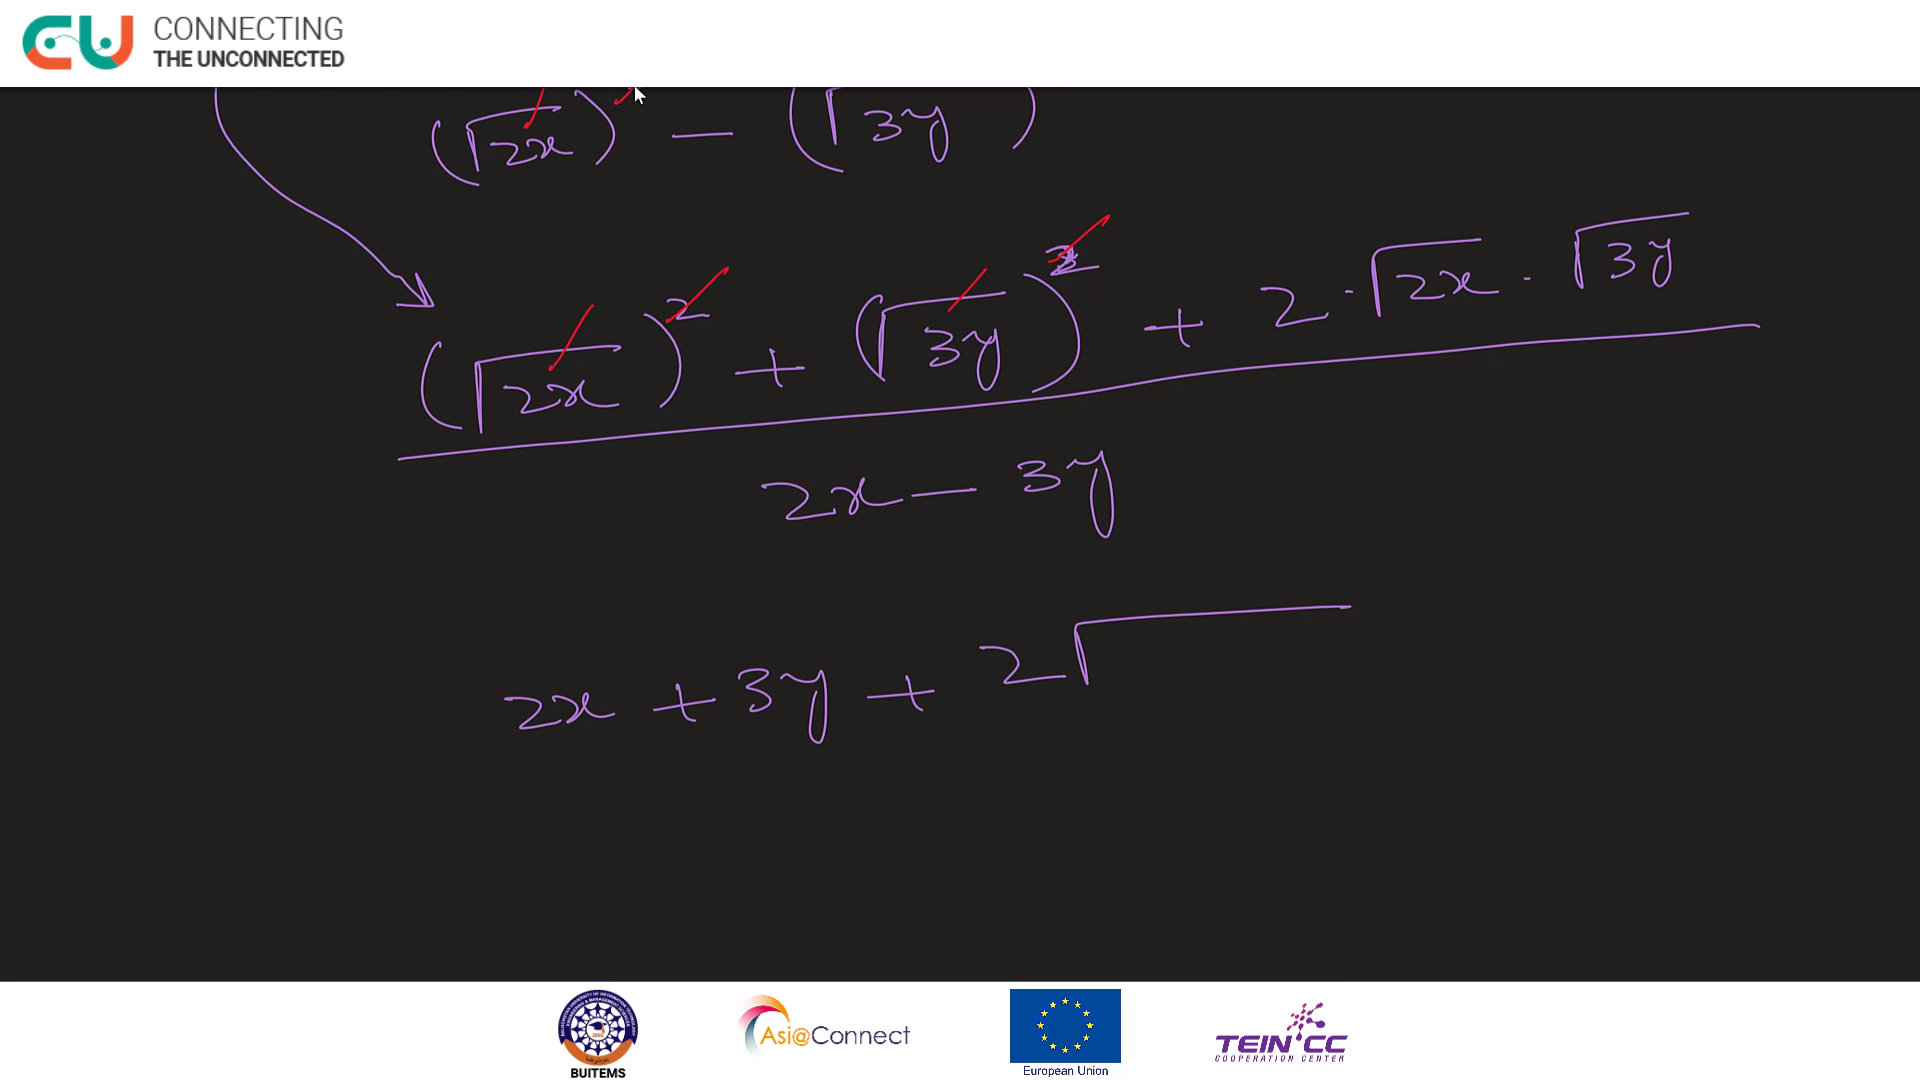 CONNECTING
THE UNCONNECTED
(√2x)² − (√3y)
(√2x)² + (√3y)² + 2 · √2x · √3y
2x − 3y
2x + 3y + 2√
BUITEMS
Asi@Connect
European Union
TEIN*CC
COOPERATION CENTER